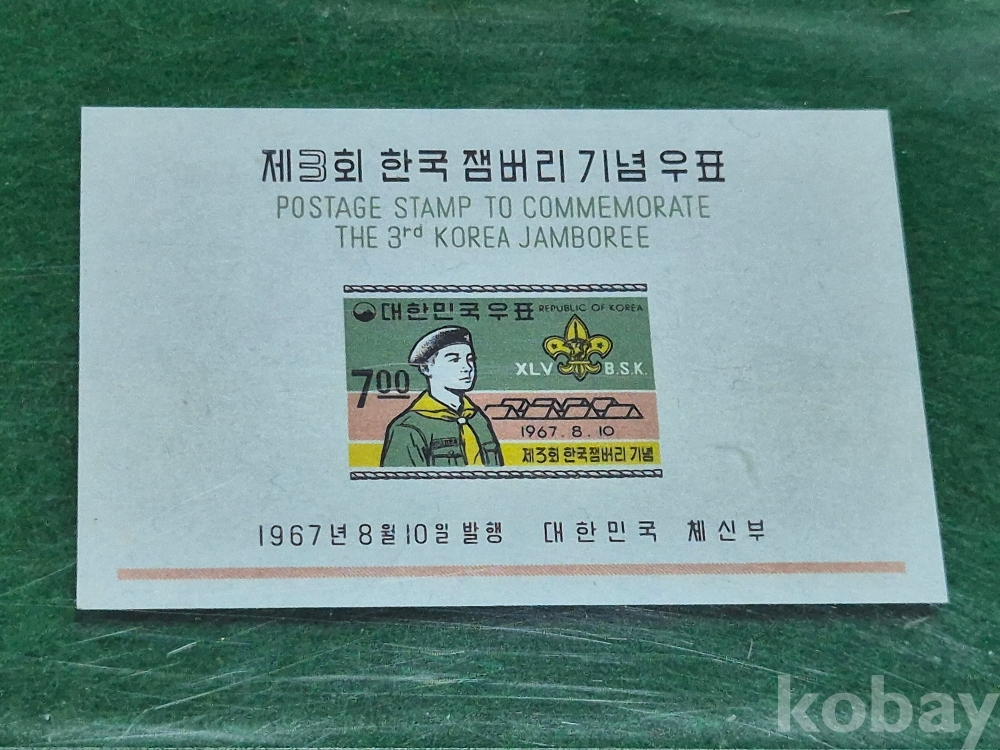 제3회 한국 잼버리 기념 우표
POSTAGE STAMP TO COMMEMORATE
THE 3rd KOREA JAMBOREE
대한민국우표 REPUBLIC OF KOREA
XLV B.S.K.
700
1967. 8. 10
제3회 한국잼버리 기념
1967년 8월 10일 발행 대한민국 체신부
kobay